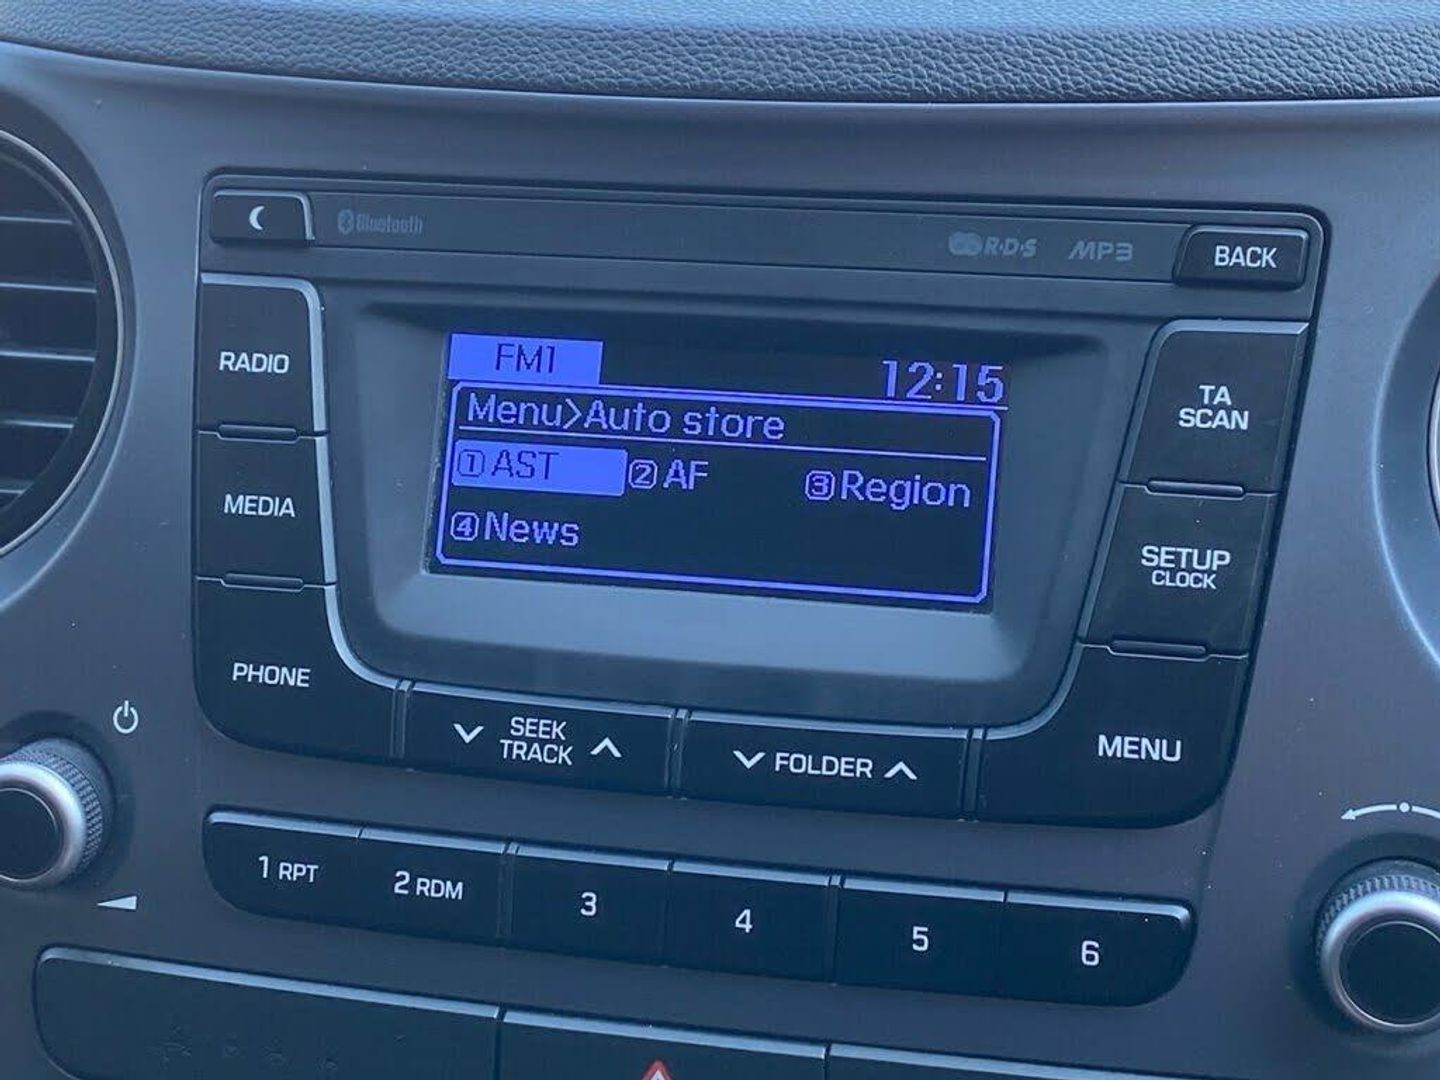 Bluetooth
R·D·S MP3
BACK
RADIO
FM1
12:15
Menu>Auto store
① AST ② AF ③ Region
④ News
TA
SCAN
MEDIA
SETUP
CLOCK
PHONE
SEEK
TRACK
FOLDER
MENU
1 RPT
2 RDM
3
4
5
6